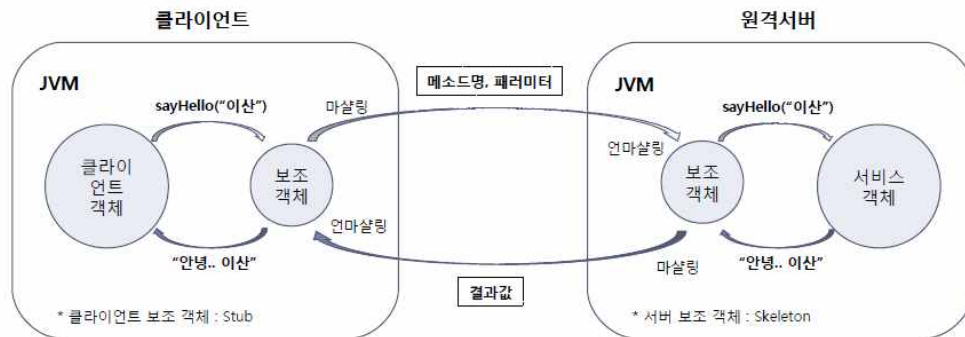 클라이언트
원격서버
JVM
메소드명, 패러미터
JVM
sayHello("이산")
마샬링
sayHello("이산")
언마샬링
클라이
언트
객체
보조
객체
보조
객체
서비스
객체
언마샬링
"안녕.. 이산"
마샬링
"안녕.. 이산"
결과값
* 클라이언트 보조 객체 : Stub
* 서버 보조 객체 : Skeleton